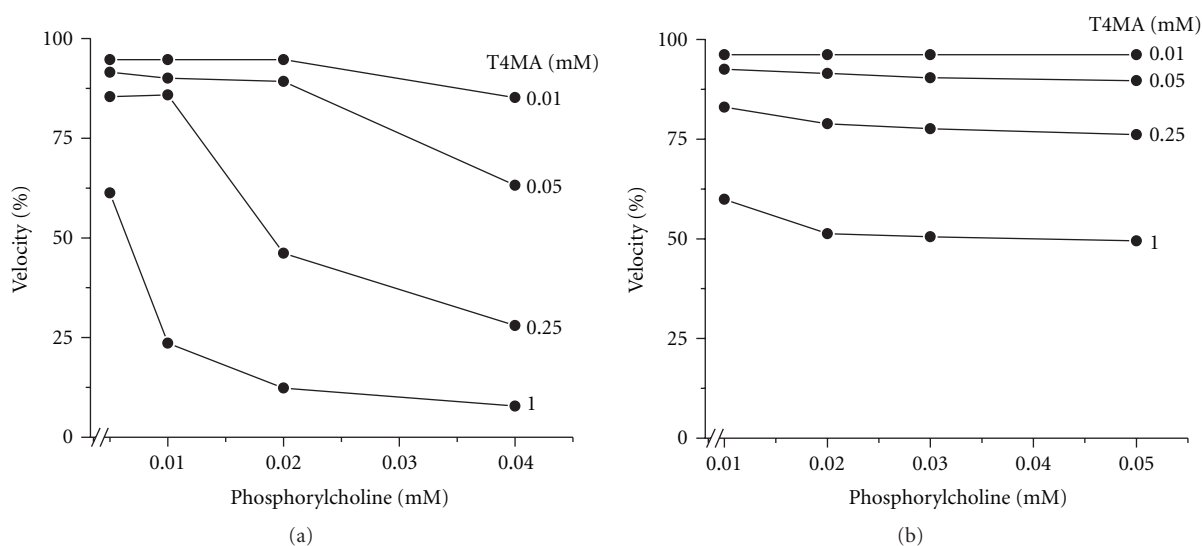 100
75
50
25
0
Velocity (%)
T4MA (mM)
0.01
0.05
0.25
1
0.01 0.02 0.03 0.04
Phosphorylcholine (mM)
(a)
100
75
50
25
0
Velocity (%)
T4MA (mM)
0.01
0.05
0.25
1
0.01 0.02 0.03 0.04 0.05
Phosphorylcholine (mM)
(b)